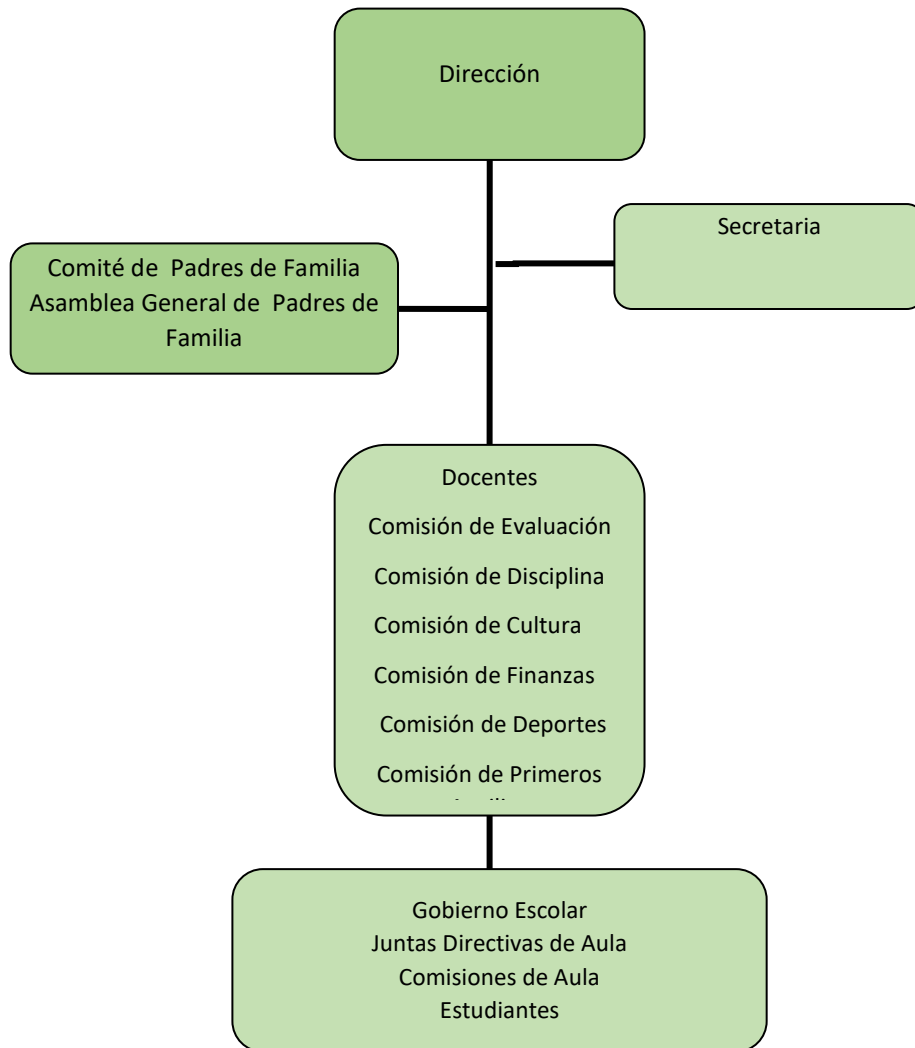 Dirección
Secretaria
Comité de Padres de Familia
Asamblea General de Padres de
Familia
Docentes
Comisión de Evaluación
Comisión de Disciplina
Comisión de Cultura
Comisión de Finanzas
Comisión de Deportes
Comisión de Primeros
Gobierno Escolar
Juntas Directivas de Aula
Comisiones de Aula
Estudiantes